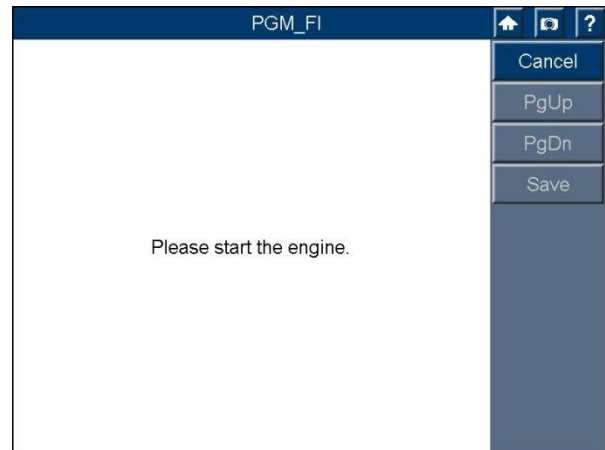 PGM_FI
?
Cancel
PgUp
PgDn
Save
Please start the engine.